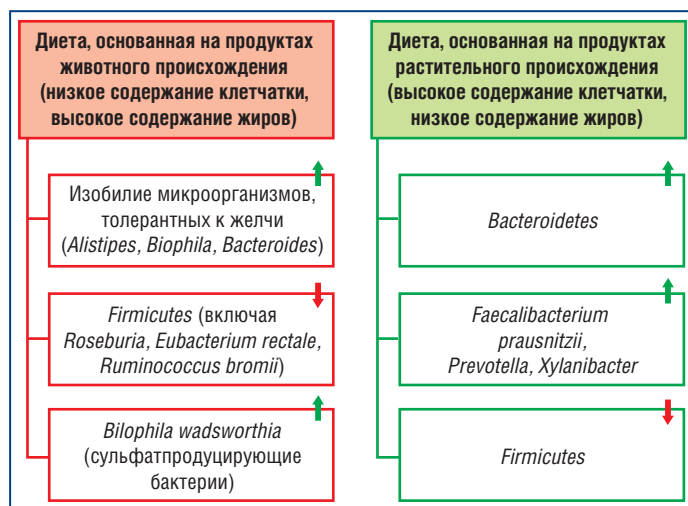 Диета, основанная на продуктах
животного происхождения
(низкое содержание клетчатки,
высокое содержание жиров)
Изобилие микроорганизмов,
толерантных к желчи
(Alistipes, Biophila, Bacteroides)
Firmicutes (включая
Roseburia, Eubacterium rectale,
Ruminococcus bromii)
Bilophila wadsworthia
(сульфатпродуцирующие
бактерии)
Диета, основанная на продуктах
растительного происхождения
(высокое содержание клетчатки,
низкое содержание жиров)
Bacteroidetes
Faecalibacterium
prausnitzii,
Prevotella, Xylanibacter
Firmicutes